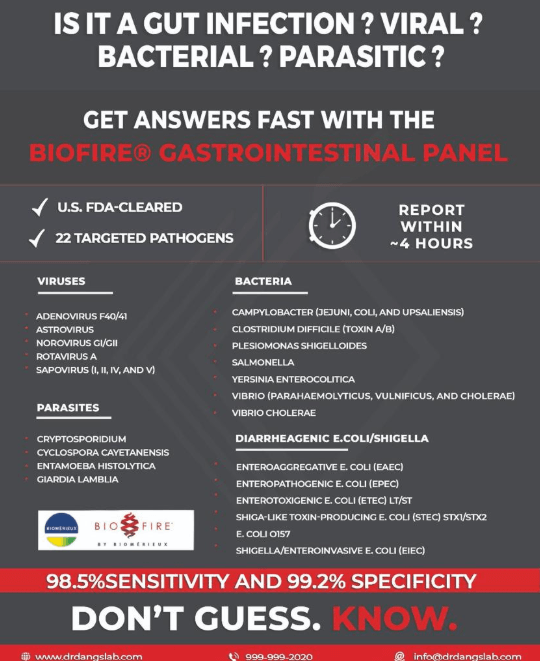 IS IT A GUT INFECTION ? VIRAL ?
BACTERIAL ? PARASITIC ?
GET ANSWERS FAST WITH THE
BIOFIRE® GASTROINTESTINAL PANEL
U.S. FDA-CLEARED
22 TARGETED PATHOGENS
REPORT
WITHIN
~4 HOURS
VIRUSES
ADENOVIRUS F40/41
ASTROVIRUS
NOROVIRUS GI/GII
ROTAVIRUS A
SAPOVIRUS (I, II, IV, AND V)
PARASITES
CRYPTOSPORIDIUM
CYCLOSPORA CAYETANENSIS
ENTAMOEBA HISTOLYTICA
GIARDIA LAMBLIA
BIOMÉRIEUX
BIO FIRE
BY BIOMÉRIEUX
BACTERIA
CAMPYLOBACTER (JEJUNI, COLI, AND UPSALIENSIS)
CLOSTRIDIUM DIFFICILE (TOXIN A/B)
PLESIOMONAS SHIGELLOIDES
SALMONELLA
YERSINIA ENTEROCOLITICA
VIBRIO (PARAHAEMOLYTICUS, VULNIFICUS, AND CHOLERAE)
VIBRIO CHOLERAE
DIARRHEAGENIC E.COLI/SHIGELLA
ENTEROAGGREGATIVE E. COLI (EAEC)
ENTEROPATHOGENIC E. COLI (EPEC)
ENTEROTOXIGENIC E. COLI (ETEC) LT/ST
SHIGA-LIKE TOXIN-PRODUCING E. COLI (STEC) STX1/STX2
E. COLI O157
SHIGELLA/ENTEROINVASIVE E. COLI (EIEC)
98.5%SENSITIVITY AND 99.2% SPECIFICITY
DON'T GUESS. KNOW.
www.drdangslab.com
999-999-2020
info@drdangslab.com